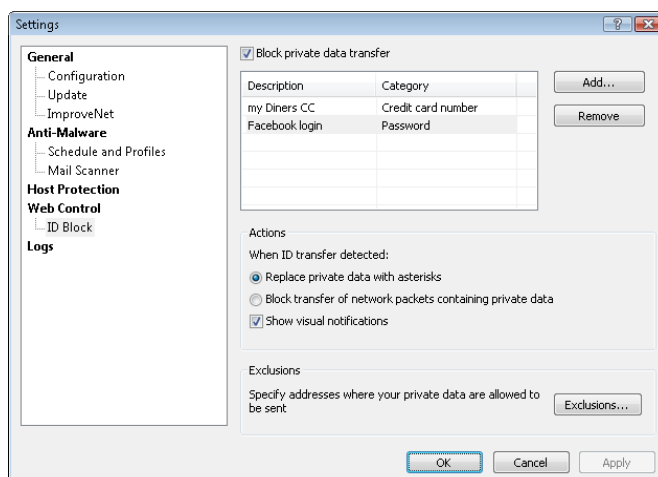 Settings
General
Configuration
Update
ImproveNet
Anti-Malware
Schedule and Profiles
Mail Scanner
Host Protection
Web Control
ID Block
Logs
Block private data transfer
Description Category
my Diners CC Credit card number
Facebook login Password
Add...
Remove
Actions
When ID transfer detected:
Replace private data with asterisks
Block transfer of network packets containing private data
Show visual notifications
Exclusions
Specify addresses where your private data are allowed to
be sent
Exclusions...
OK Cancel Apply